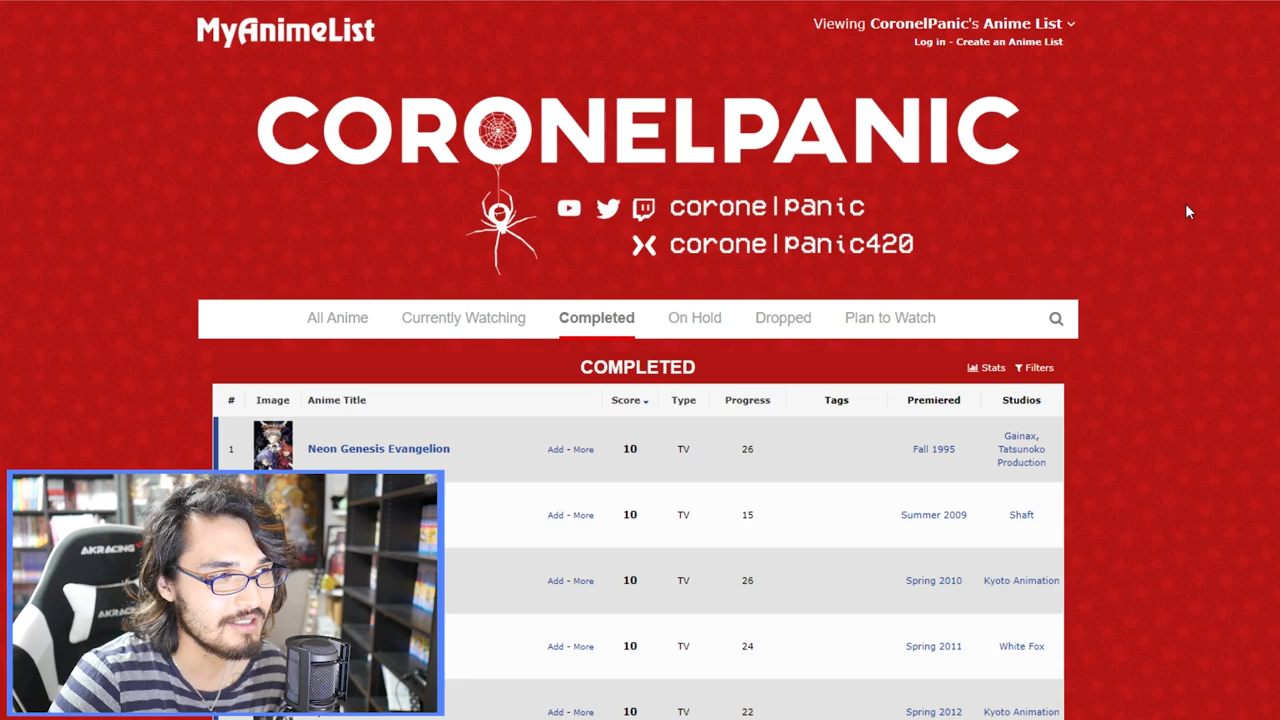 MyAnimeList
Viewing CoronelPanic's Anime List
Log in - Create an Anime List
CORONELPANIC
coronelpanic
coronelpanic420
All Anime Currently Watching Completed On Hold Dropped Plan to Watch
COMPLETED
Stats Filters
# Image Anime Title Score Type Progress Tags Premiered Studios
1 Neon Genesis Evangelion Add - More 10 TV 26 Fall 1995 Gainax,
Tatsunoko
Production
Add - More 10 TV 15 Summer 2009 Shaft
Add - More 10 TV 26 Spring 2010 Kyoto Animation
Add - More 10 TV 24 Spring 2011 White Fox
Add - More 10 TV 22 Spring 2012 Kyoto Animation
AKRACING
AKRACING